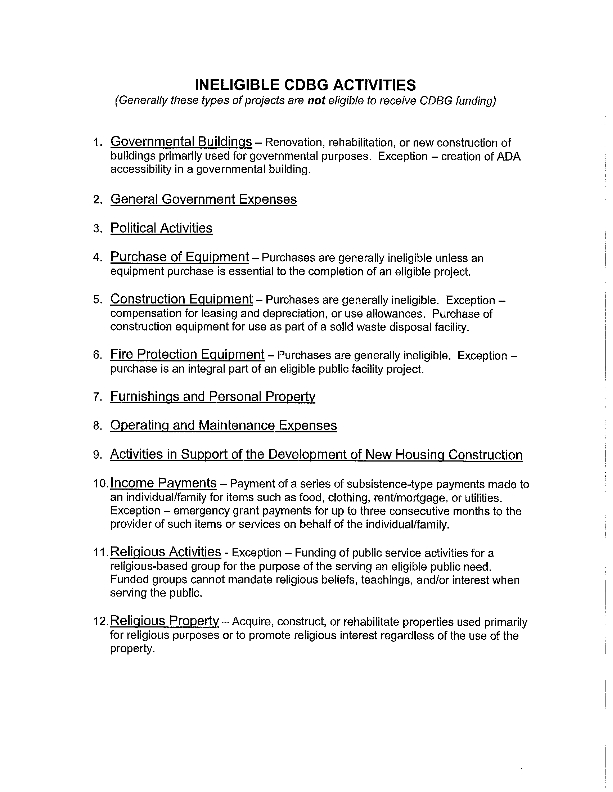 INELIGIBLE CDBG ACTIVITIES
(Generally these types of projects are not eligible to receive CDBG funding)
1. Governmental Buildings – Renovation, rehabilitation, or new construction of
buildings primarily used for governmental purposes. Exception – creation of ADA
accessibility in a governmental building.
2. General Government Expenses
3. Political Activities
4. Purchase of Equipment – Purchases are generally ineligible unless an
equipment purchase is essential to the completion of an eligible project.
5. Construction Equipment – Purchases are generally ineligible. Exception –
compensation for leasing and depreciation, or use allowances. Purchase of
construction equipment for use as part of a solid waste disposal facility.
6. Fire Protection Equipment – Purchases are generally ineligible. Exception –
purchase is an integral part of an eligible public facility project.
7. Furnishings and Personal Property
8. Operating and Maintenance Expenses
9. Activities in Support of the Development of New Housing Construction
10. Income Payments – Payment of a series of subsistence-type payments made to
an individual/family for items such as food, clothing, rent/mortgage, or utilities.
Exception – emergency grant payments for up to three consecutive months to the
provider of such items or services on behalf of the individual/family.
11. Religious Activities - Exception – Funding of public service activities for a
religious-based group for the purpose of the serving an eligible public need.
Funded groups cannot mandate religious beliefs, teachings, and/or interest when
serving the public.
12. Religious Property – Acquire, construct, or rehabilitate properties used primarily
for religious purposes or to promote religious interest regardless of the use of the
property.